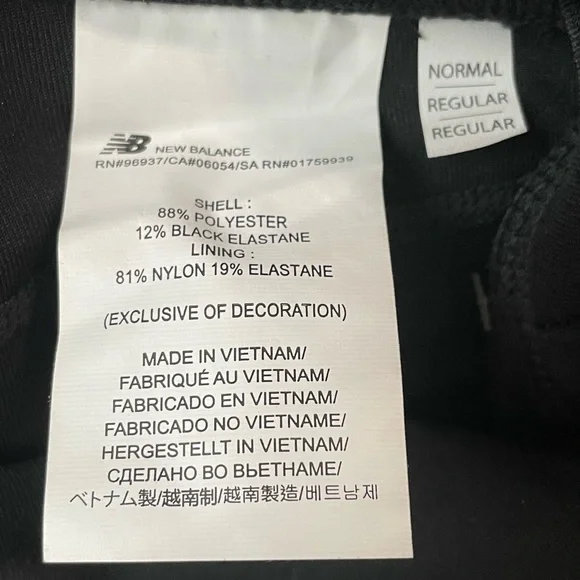 NORMAL
REGULAR
REGULAR
NB NEW BALANCE
RN#96937/CA#06054/SA RN#01759939
SHELL :
88% POLYESTER
12% BLACK ELASTANE
LINING :
81% NYLON 19% ELASTANE
(EXCLUSIVE OF DECORATION)
MADE IN VIETNAM/
FABRIQUÉ AU VIETNAM/
FABRICADO EN VIETNAM/
FABRICADO NO VIETNAME/
HERGESTELLT IN VIETNAM/
СДЕЛАНО ВО ВЬЕТНАМЕ/
ベトナム製/越南制/越南製造/베트남제